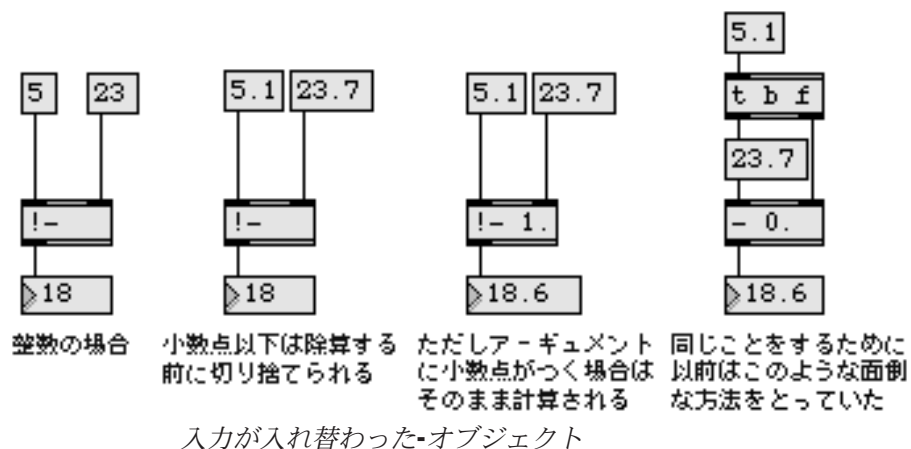 5.1
5 23 5.1 23.7 5.1 23.7 t b f
23.7
!- !- !- 1. - 0.
18 18 18.6 18.6
整数の場合 小数点以下は除算する ただしアーギュメント 同じことをするために
前に切り捨てられる に小数点がつく場合は 以前はこのような面倒
そのまま計算される な方法をとっていた
入力が入れ替わった-オブジェクト